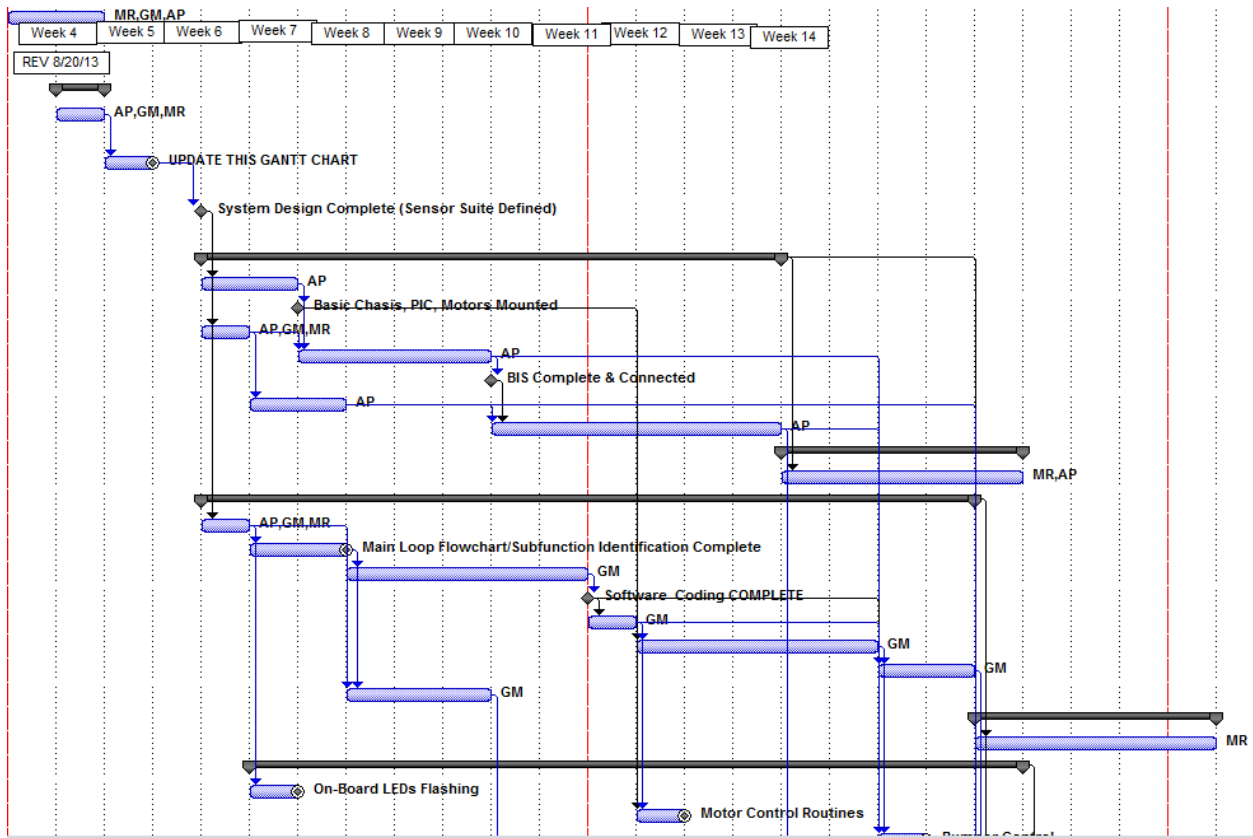 MR,GM,AP
Week 4 Week 5 Week 6 Week 7 Week 8 Week 9 Week 10 Week 11 Week 12 Week 13 Week 14
REV 8/20/13
AP,GM,MR
UPDATE THIS GANTT CHART
System Design Complete (Sensor Suite Defined)
AP
Basic Chasis, PIC, Motors Mounted
AP,GM,MR
AP
BIS Complete & Connected
AP
AP
MR,AP
AP,GM,MR
Main Loop Flowchart/Subfunction Identification Complete
GM
Software Coding COMPLETE
GM
GM
GM
GM
MR
On-Board LEDs Flashing
Motor Control Routines